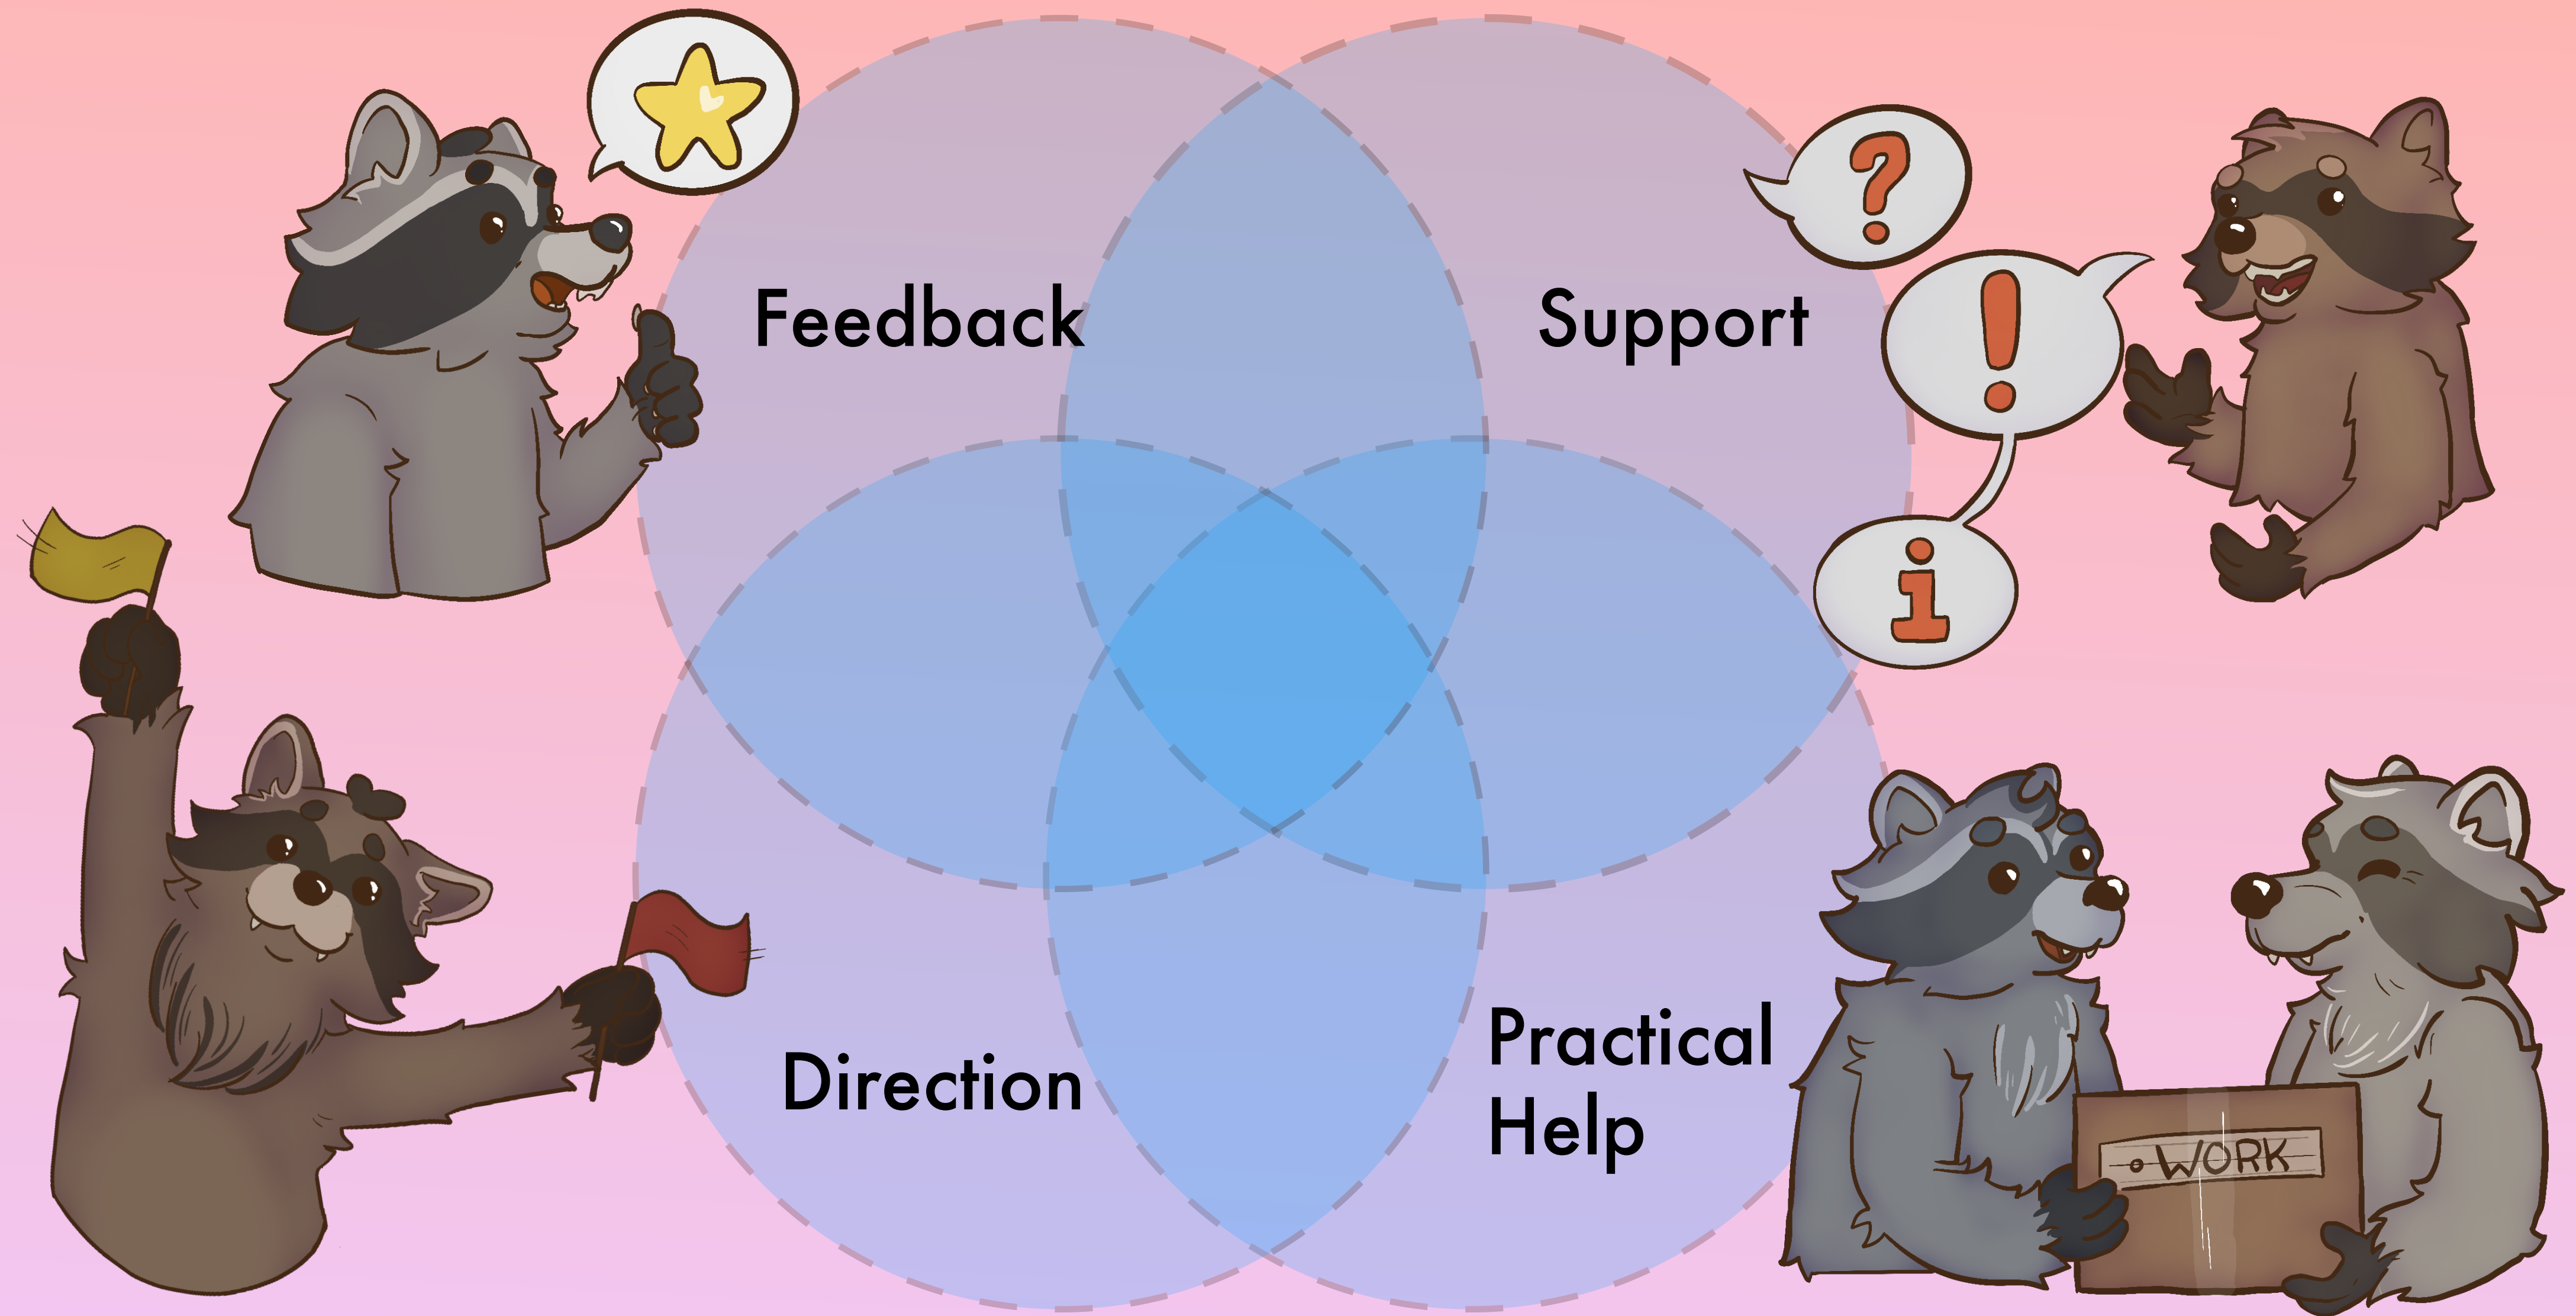 ?
!
i
Feedback
Support
Direction
Practical
Help
• WORK